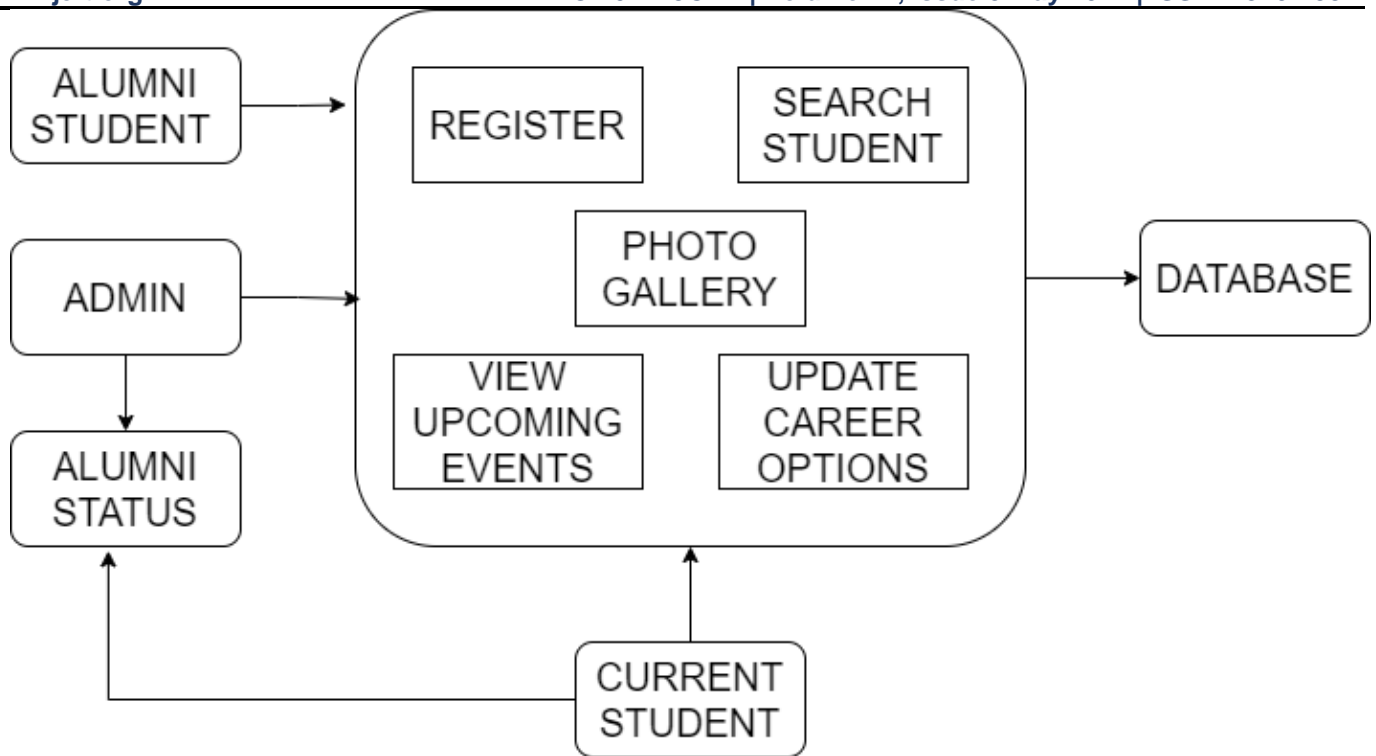 ALUMNI
STUDENT
REGISTER
SEARCH
STUDENT
ADMIN
PHOTO
GALLERY
DATABASE
ALUMNI
STATUS
VIEW
UPCOMING
EVENTS
UPDATE
CAREER
OPTIONS
CURRENT
STUDENT